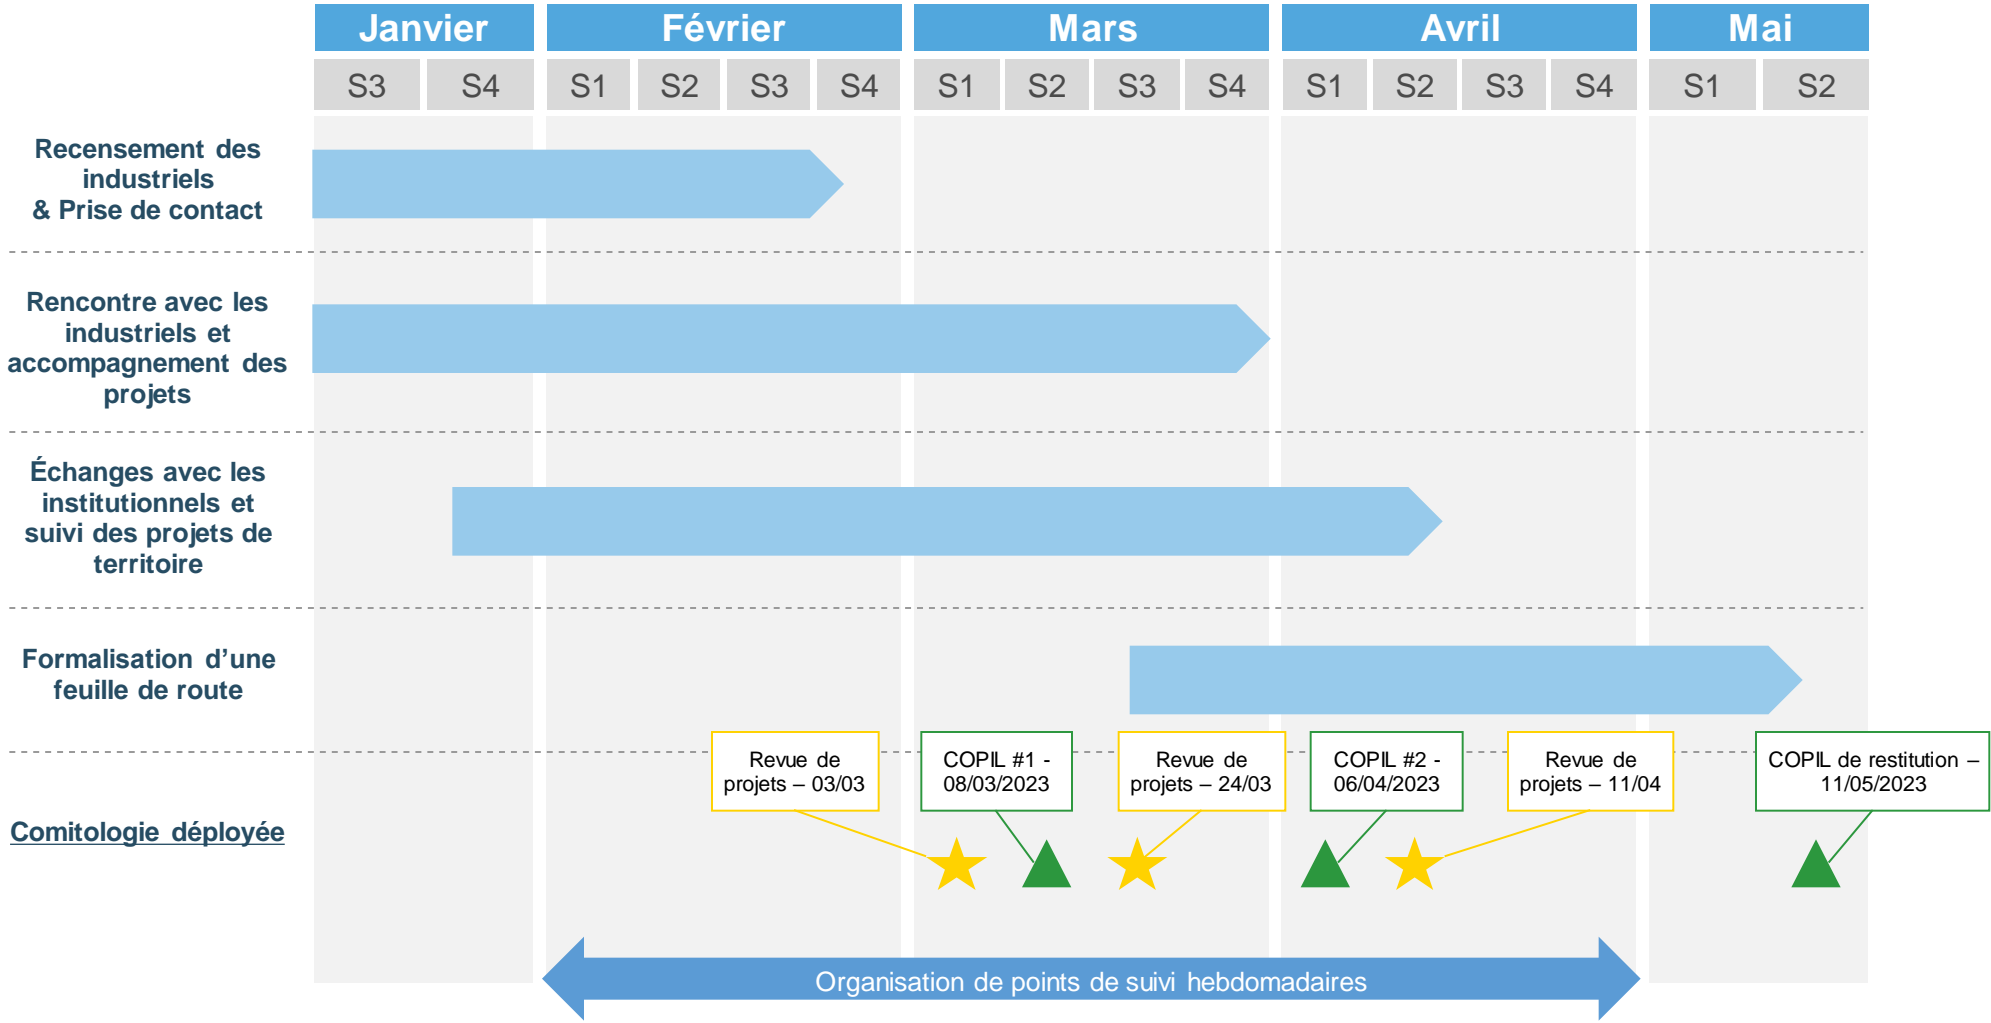 Janvier Février Mars Avril Mai
S3 S4 S1 S2 S3 S4 S1 S2 S3 S4 S1 S2 S3 S4 S1 S2
Recensement des
industriels
& Prise de contact
Rencontre avec les
industriels et
accompagnement des
projets
Échanges avec les
institutionnels et
suivi des projets de
territoire
Formalisation d’une
feuille de route
Revue de
projets – 03/03
COPIL #1 -
08/03/2023
Revue de
projets – 24/03
COPIL #2 -
06/04/2023
Revue de
projets – 11/04
COPIL de restitution –
11/05/2023
Comitologie déployée
Organisation de points de suivi hebdomadaires